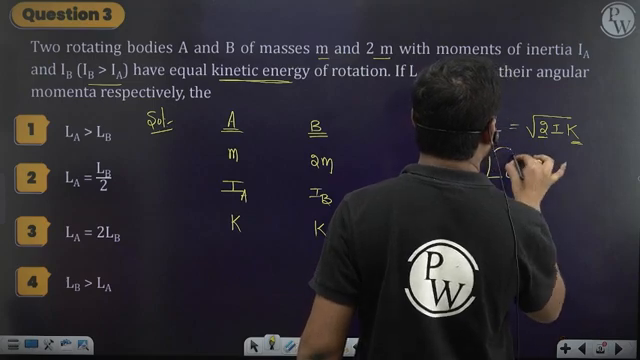 Question 3
PW
Two rotating bodies A and B of masses m and 2 m with moments of inertia I_A
and I_B (I_B > I_A) have equal kinetic energy of rotation. If L their angular
momenta respectively, the
1 L_A > L_B
2 L_A = L_B/2
3 L_A = 2L_B
4 L_B > L_A
Sol:-
A B
m 2m
I_A I_B
K K
= √2IK
L
PW